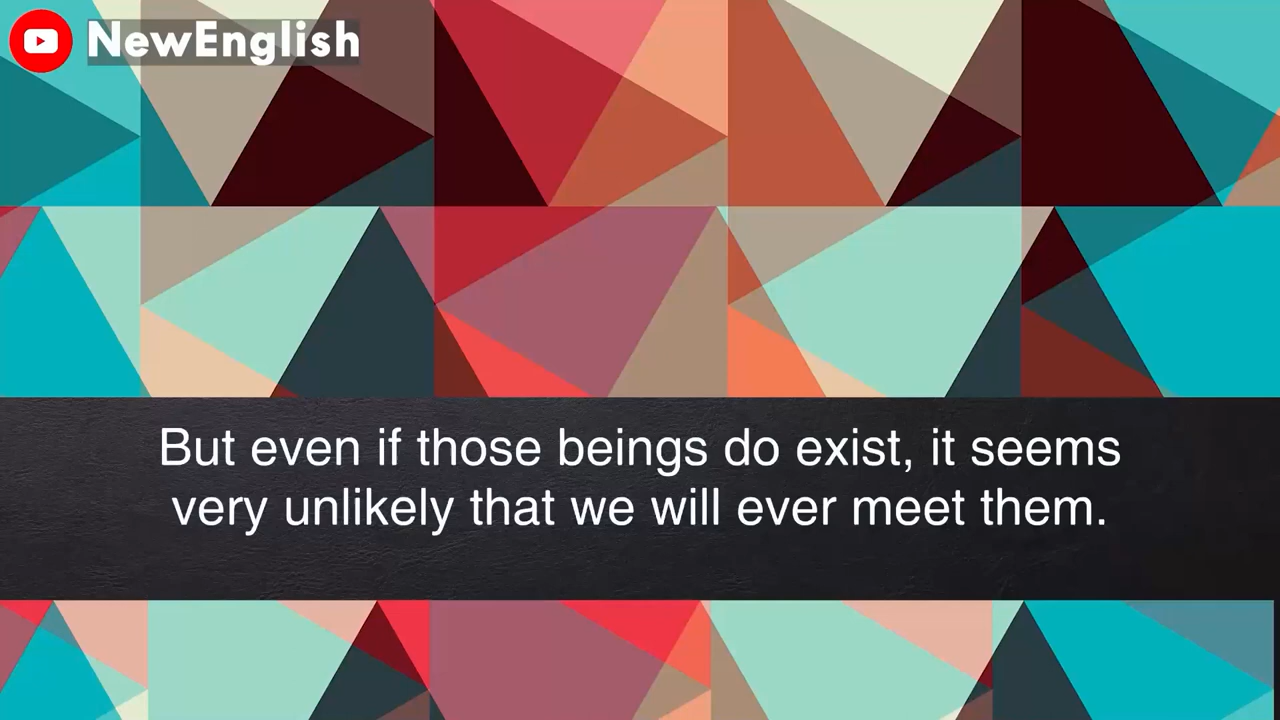 NewEnglish
But even if those beings do exist, it seems
very unlikely that we will ever meet them.